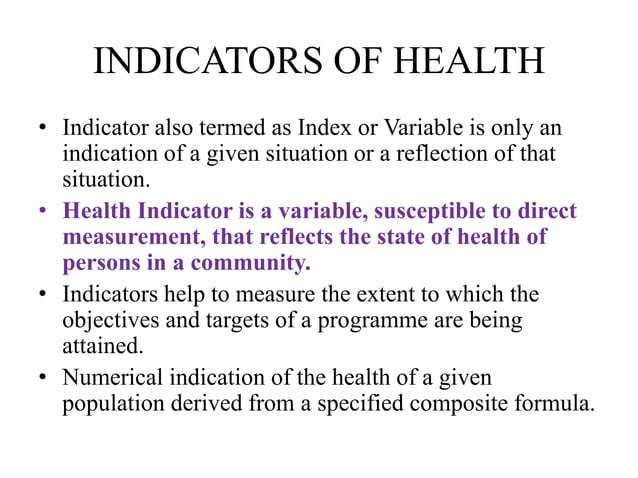 INDICATORS OF HEALTH
• Indicator also termed as Index or Variable is only an
indication of a given situation or a reflection of that
situation.
• Health Indicator is a variable, susceptible to direct
measurement, that reflects the state of health of
persons in a community.
• Indicators help to measure the extent to which the
objectives and targets of a programme are being
attained.
• Numerical indication of the health of a given
population derived from a specified composite formula.